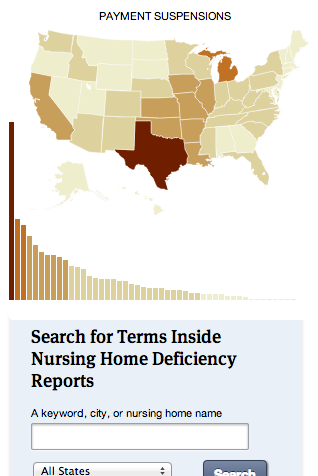 PAYMENT SUSPENSIONS
Search for Terms Inside
Nursing Home Deficiency
Reports
A keyword, city, or nursing home name
All States
Search